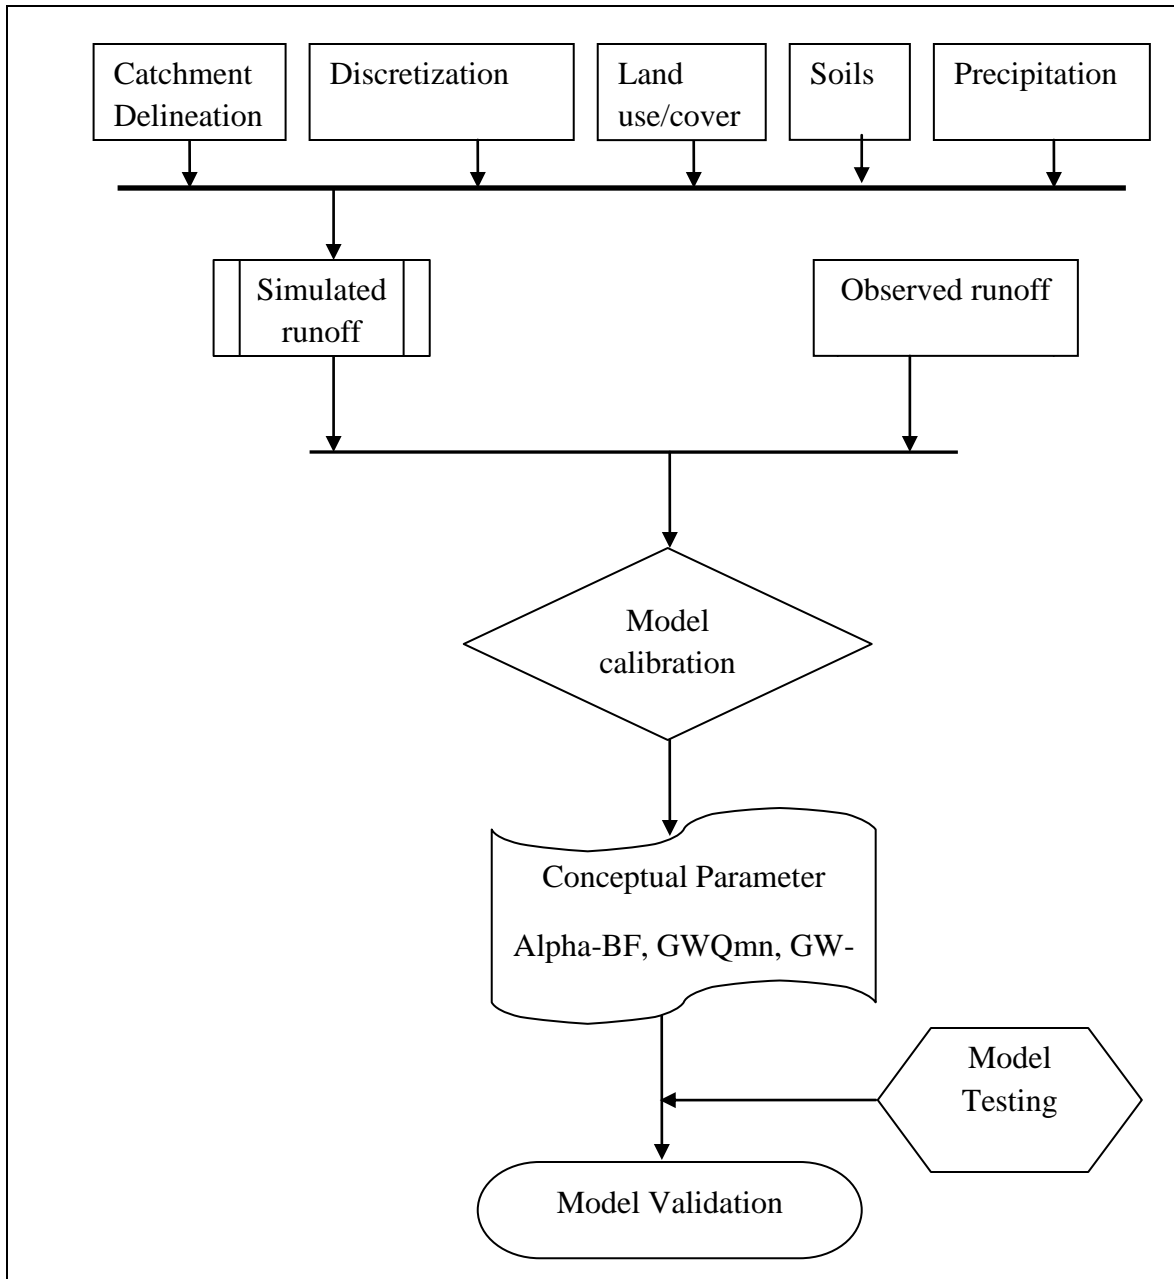 Catchment
Delineation
Discretization
Land
use/cover
Soils
Precipitation
Simulated
runoff
Observed runoff
Model
calibration
Conceptual Parameter
Alpha-BF, GWQmn, GW-
Model
Testing
Model Validation